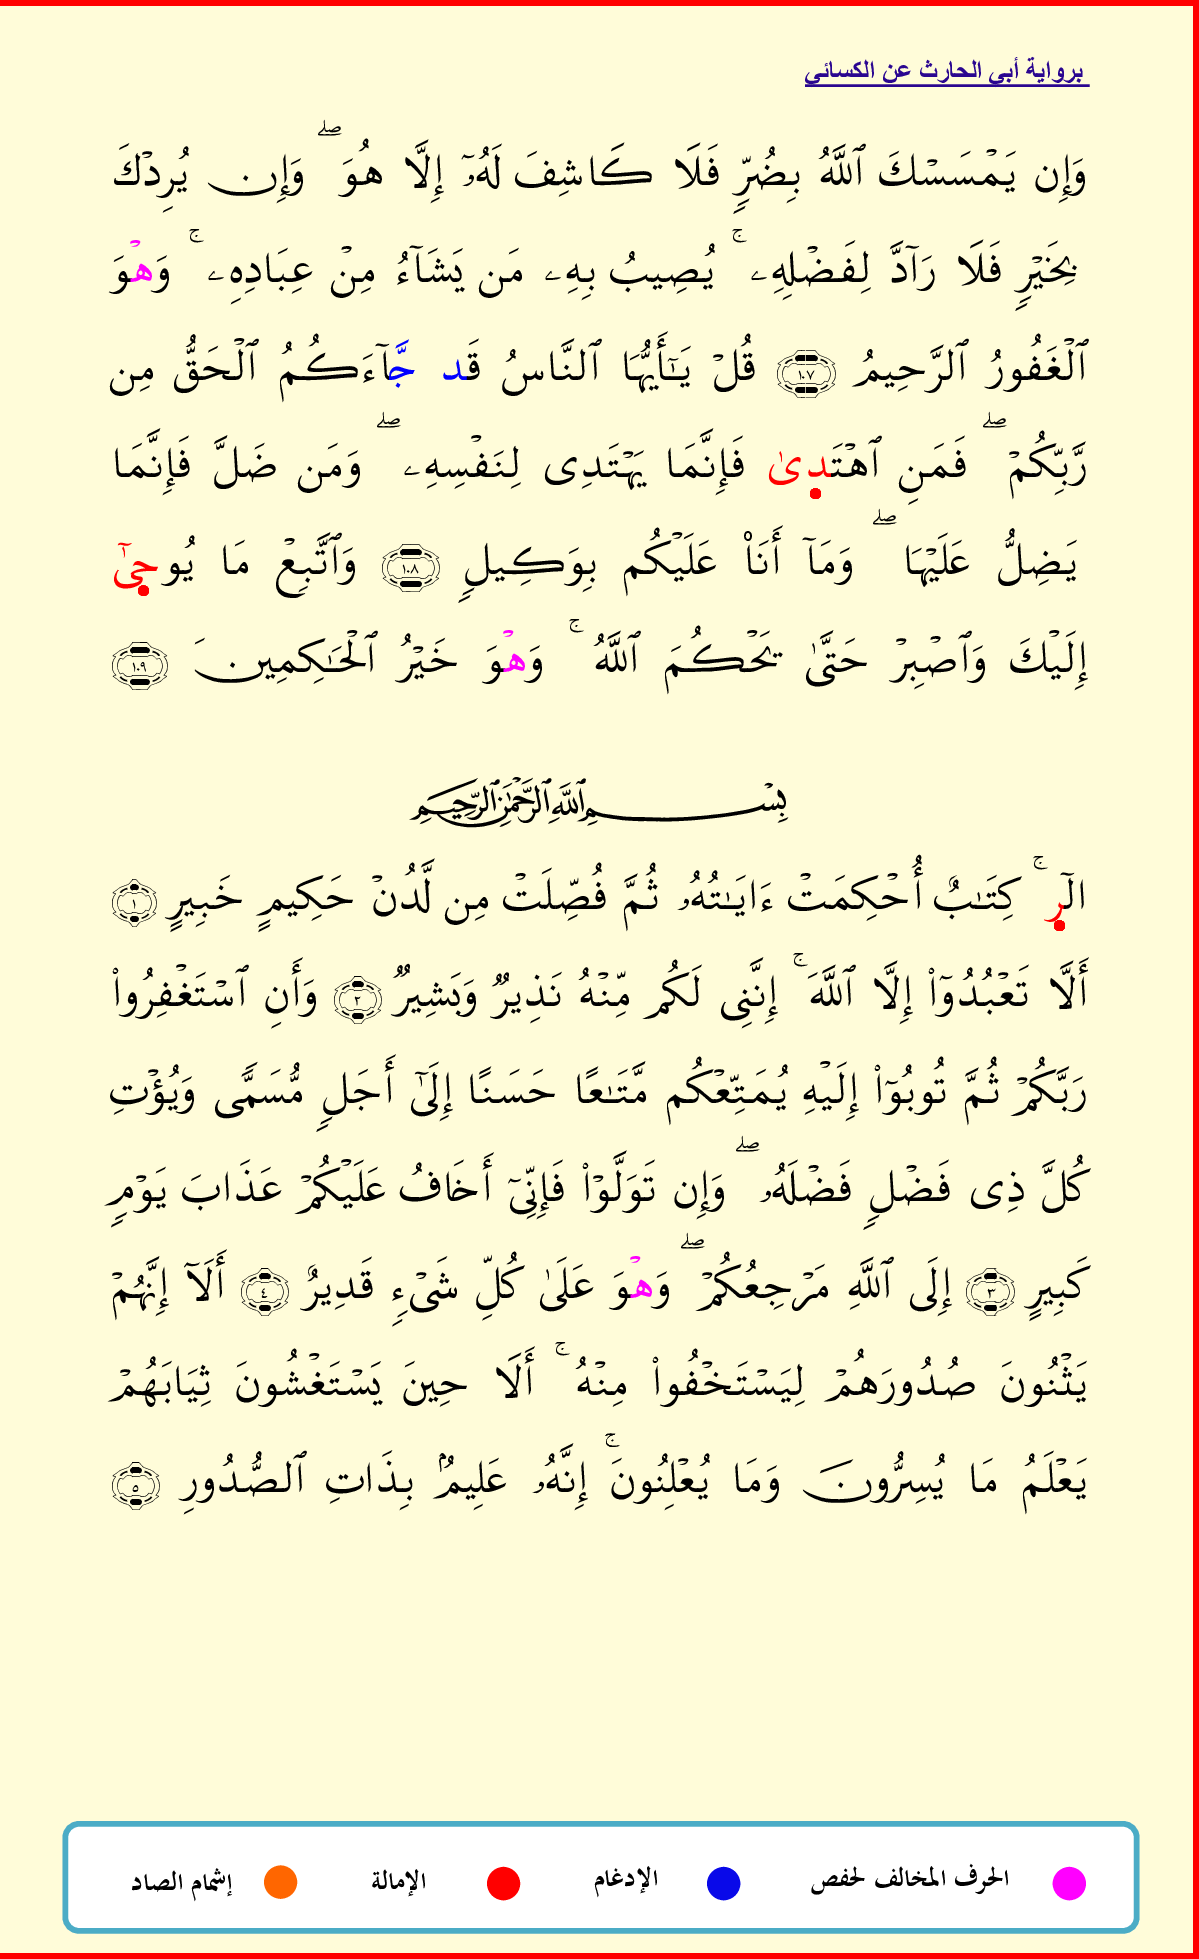 برواية أبي الحارث عن الكسائي
وَإِن يَمْسَسْكَ ٱللَّهُ بِضُرٍّ فَلَا كَاشِفَ لَهُۥٓ إِلَّا هُوَ ۖ وَإِن يُرِدْكَ
بِخَيْرٍ فَلَا رَآدَّ لِفَضْلِهِۦ ۚ يُصِيبُ بِهِۦ مَن يَشَآءُ مِنْ عِبَادِهِۦ ۚ وَهْوَ
ٱلْغَفُورُ ٱلرَّحِيمُ ١٠٧ قُلْ يَـٰٓأَيُّهَا ٱلنَّاسُ قَد جَّآءَكُمُ ٱلْحَقُّ مِن
رَّبِّكُمْ ۖ فَمَنِ ٱهْتَدِىٰ فَإِنَّمَا يَهْتَدِى لِنَفْسِهِۦ ۖ وَمَن ضَلَّ فَإِنَّمَا
يَضِلُّ عَلَيْهَا ۖ وَمَآ أَنَا۠ عَلَيْكُم بِوَكِيلٍ ١٠٨ وَٱتَّبِعْ مَا يُوحِىٰٓ
إِلَيْكَ وَٱصْبِرْ حَتَّىٰ يَحْكُمَ ٱللَّهُ ۚ وَهْوَ خَيْرُ ٱلْحَـٰكِمِينَ ١٠٩
بِسْمِ ٱللَّهِ ٱلرَّحْمَـٰنِ ٱلرَّحِيمِ
الٓر ۚ كِتَـٰبٌ أُحْكِمَتْ ءَايَـٰتُهُۥ ثُمَّ فُصِّلَتْ مِن لَّدُنْ حَكِيمٍ خَبِيرٍ ١
أَلَّا تَعْبُدُوٓا۟ إِلَّا ٱللَّهَ ۚ إِنَّنِى لَكُم مِّنْهُ نَذِيرٌ وَبَشِيرٌ ٢ وَأَنِ ٱسْتَغْفِرُوا۟
رَبَّكُمْ ثُمَّ تُوبُوٓا۟ إِلَيْهِ يُمَتِّعْكُم مَّتَـٰعًا حَسَنًا إِلَىٰٓ أَجَلٍ مُّسَمًّى وَيُؤْتِ
كُلَّ ذِى فَضْلٍ فَضْلَهُۥ ۖ وَإِن تَوَلَّوْا۟ فَإِنِّىٓ أَخَافُ عَلَيْكُمْ عَذَابَ يَوْمٍ
كَبِيرٍ ٣ إِلَى ٱللَّهِ مَرْجِعُكُمْ ۖ وَهْوَ عَلَىٰ كُلِّ شَىْءٍ قَدِيرٌ ٤ أَلَآ إِنَّهُمْ
يَثْنُونَ صُدُورَهُمْ لِيَسْتَخْفُوا۟ مِنْهُ ۚ أَلَا حِينَ يَسْتَغْشُونَ ثِيَابَهُمْ
يَعْلَمُ مَا يُسِرُّونَ وَمَا يُعْلِنُونَ ۚ إِنَّهُۥ عَلِيمٌۢ بِذَاتِ ٱلصُّدُورِ ٥
الحرف المخالف لحفص الإدغام الإمالة إشمام الصاد